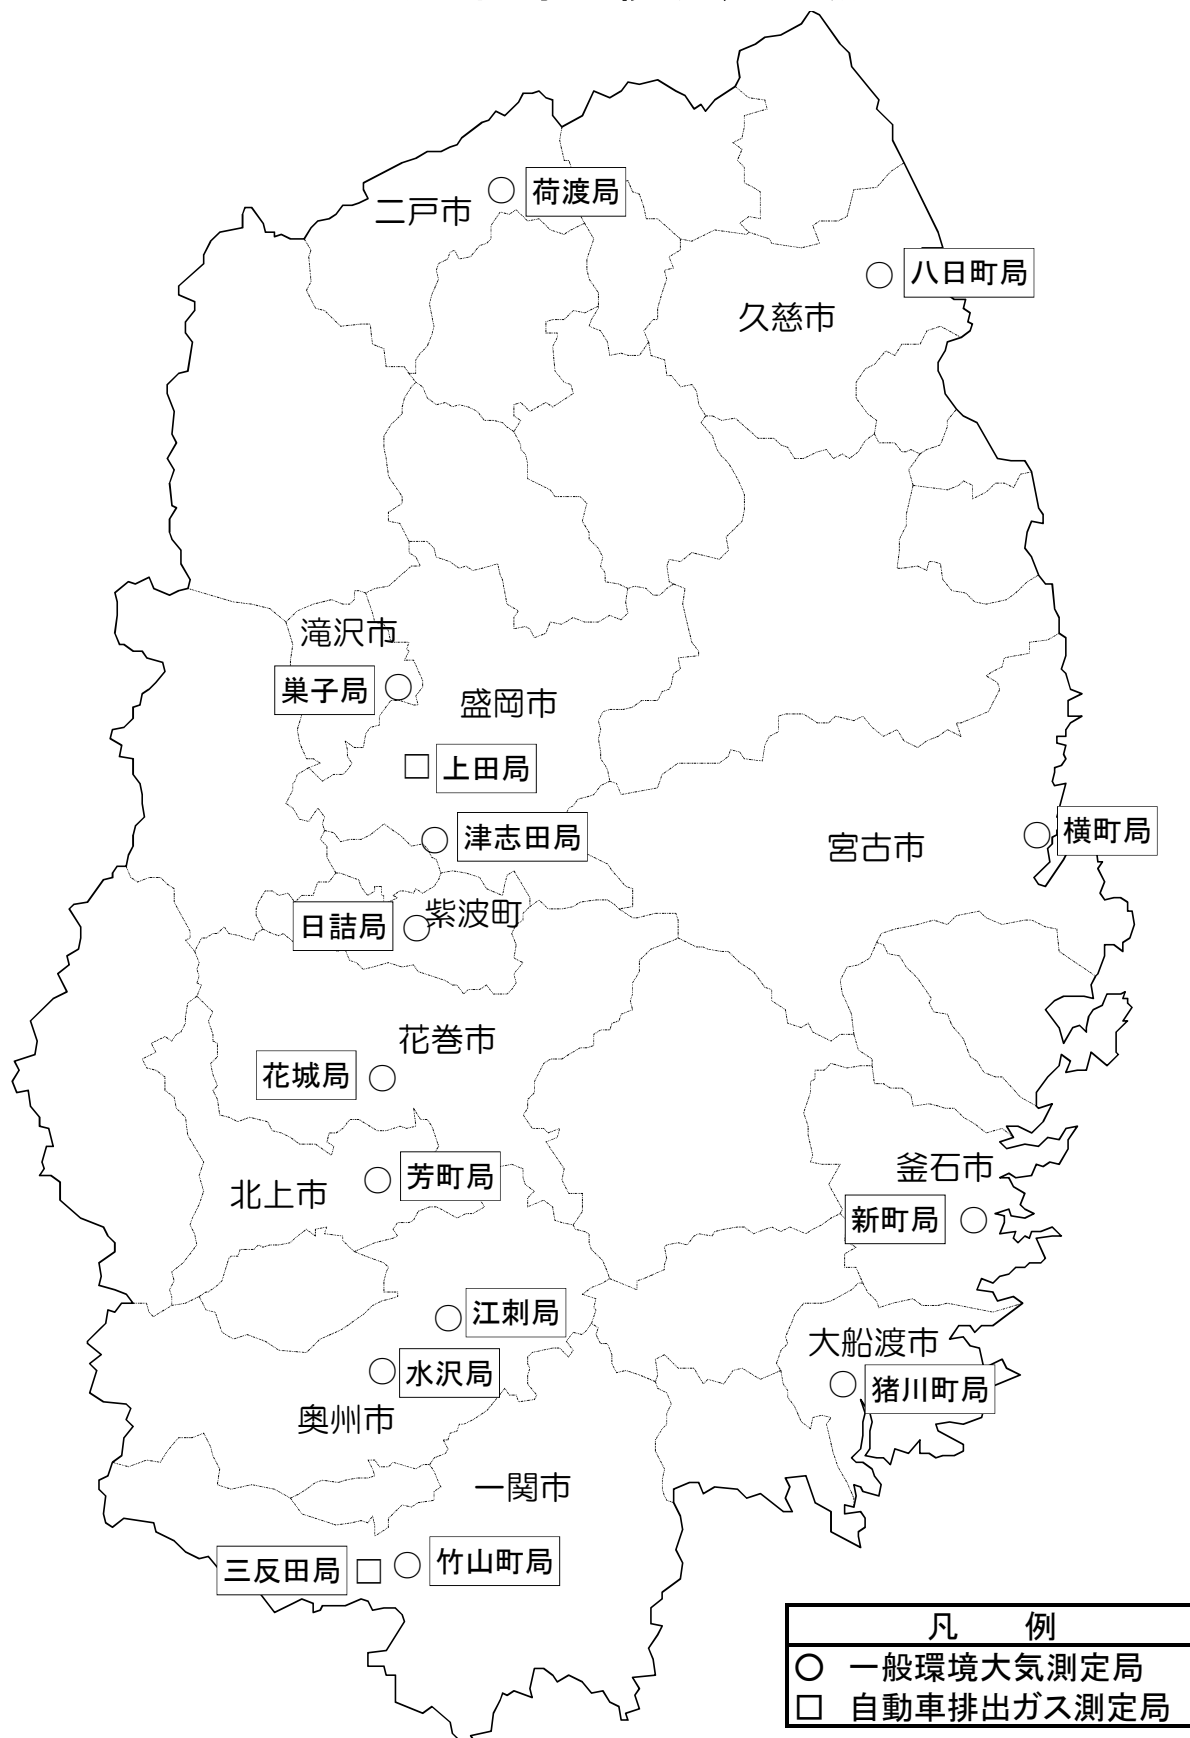 荷渡局
二戸市
八日町局
久慈市
滝沢市
巣子局
盛岡市
上田局
津志田局
横町局
宮古市
日詰局
紫波町
花巻市
花城局
芳町局
北上市
釜石市
新町局
江刺局
大船渡市
水沢局
猪川町局
奥州市
一関市
三反田局
竹山町局
凡 例
○ 一般環境大気測定局
□ 自動車排出ガス測定局